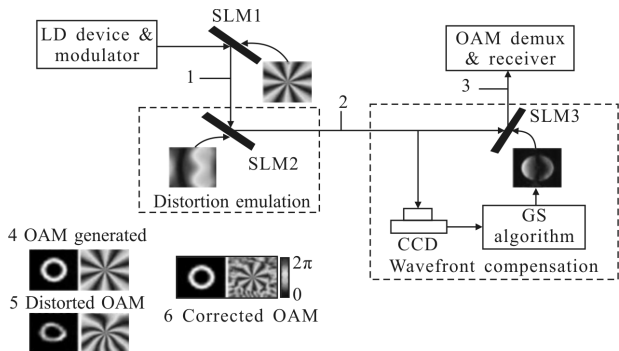 SLM1
LD device &
modulator
OAM demux
& receiver
1
3
2
SLM3
SLM2
Distortion emulation
CCD
GS
algorithm
Wavefront compensation
4 OAM generated
5 Distorted OAM
2π
0
6 Corrected OAM